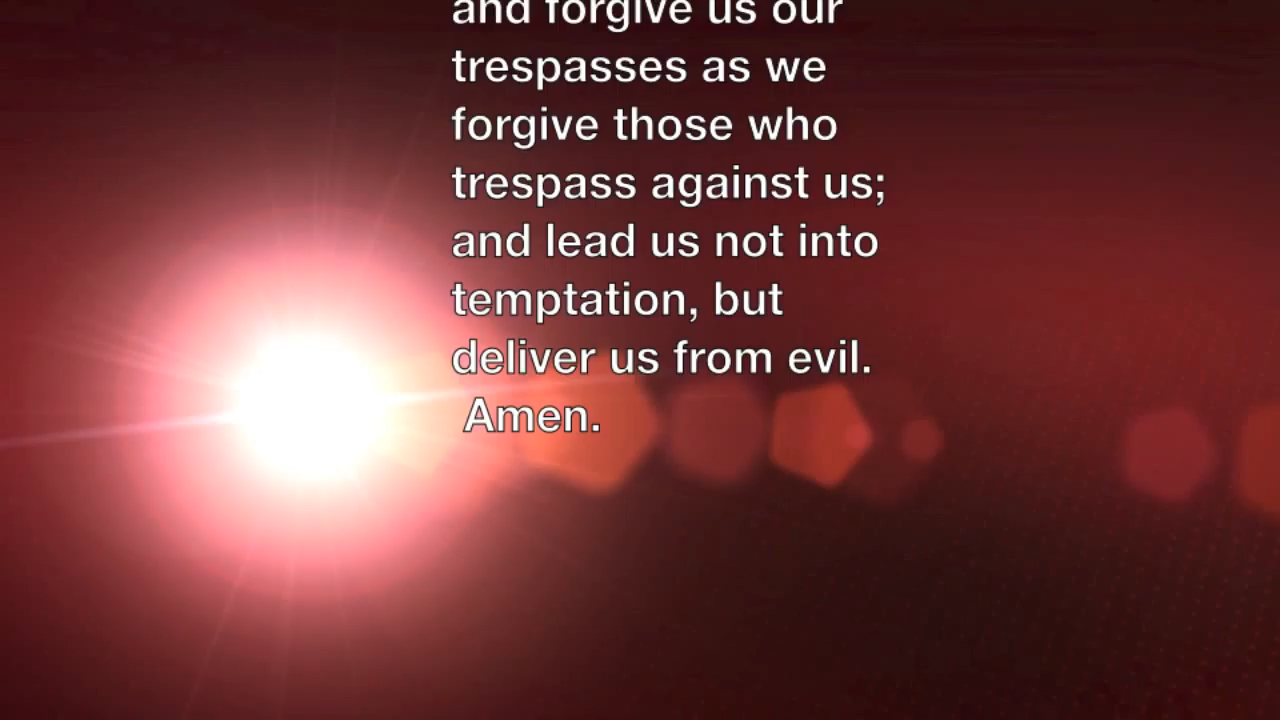 and forgive us our
trespasses as we
forgive those who
trespass against us;
and lead us not into
temptation, but
deliver us from evil.
Amen.